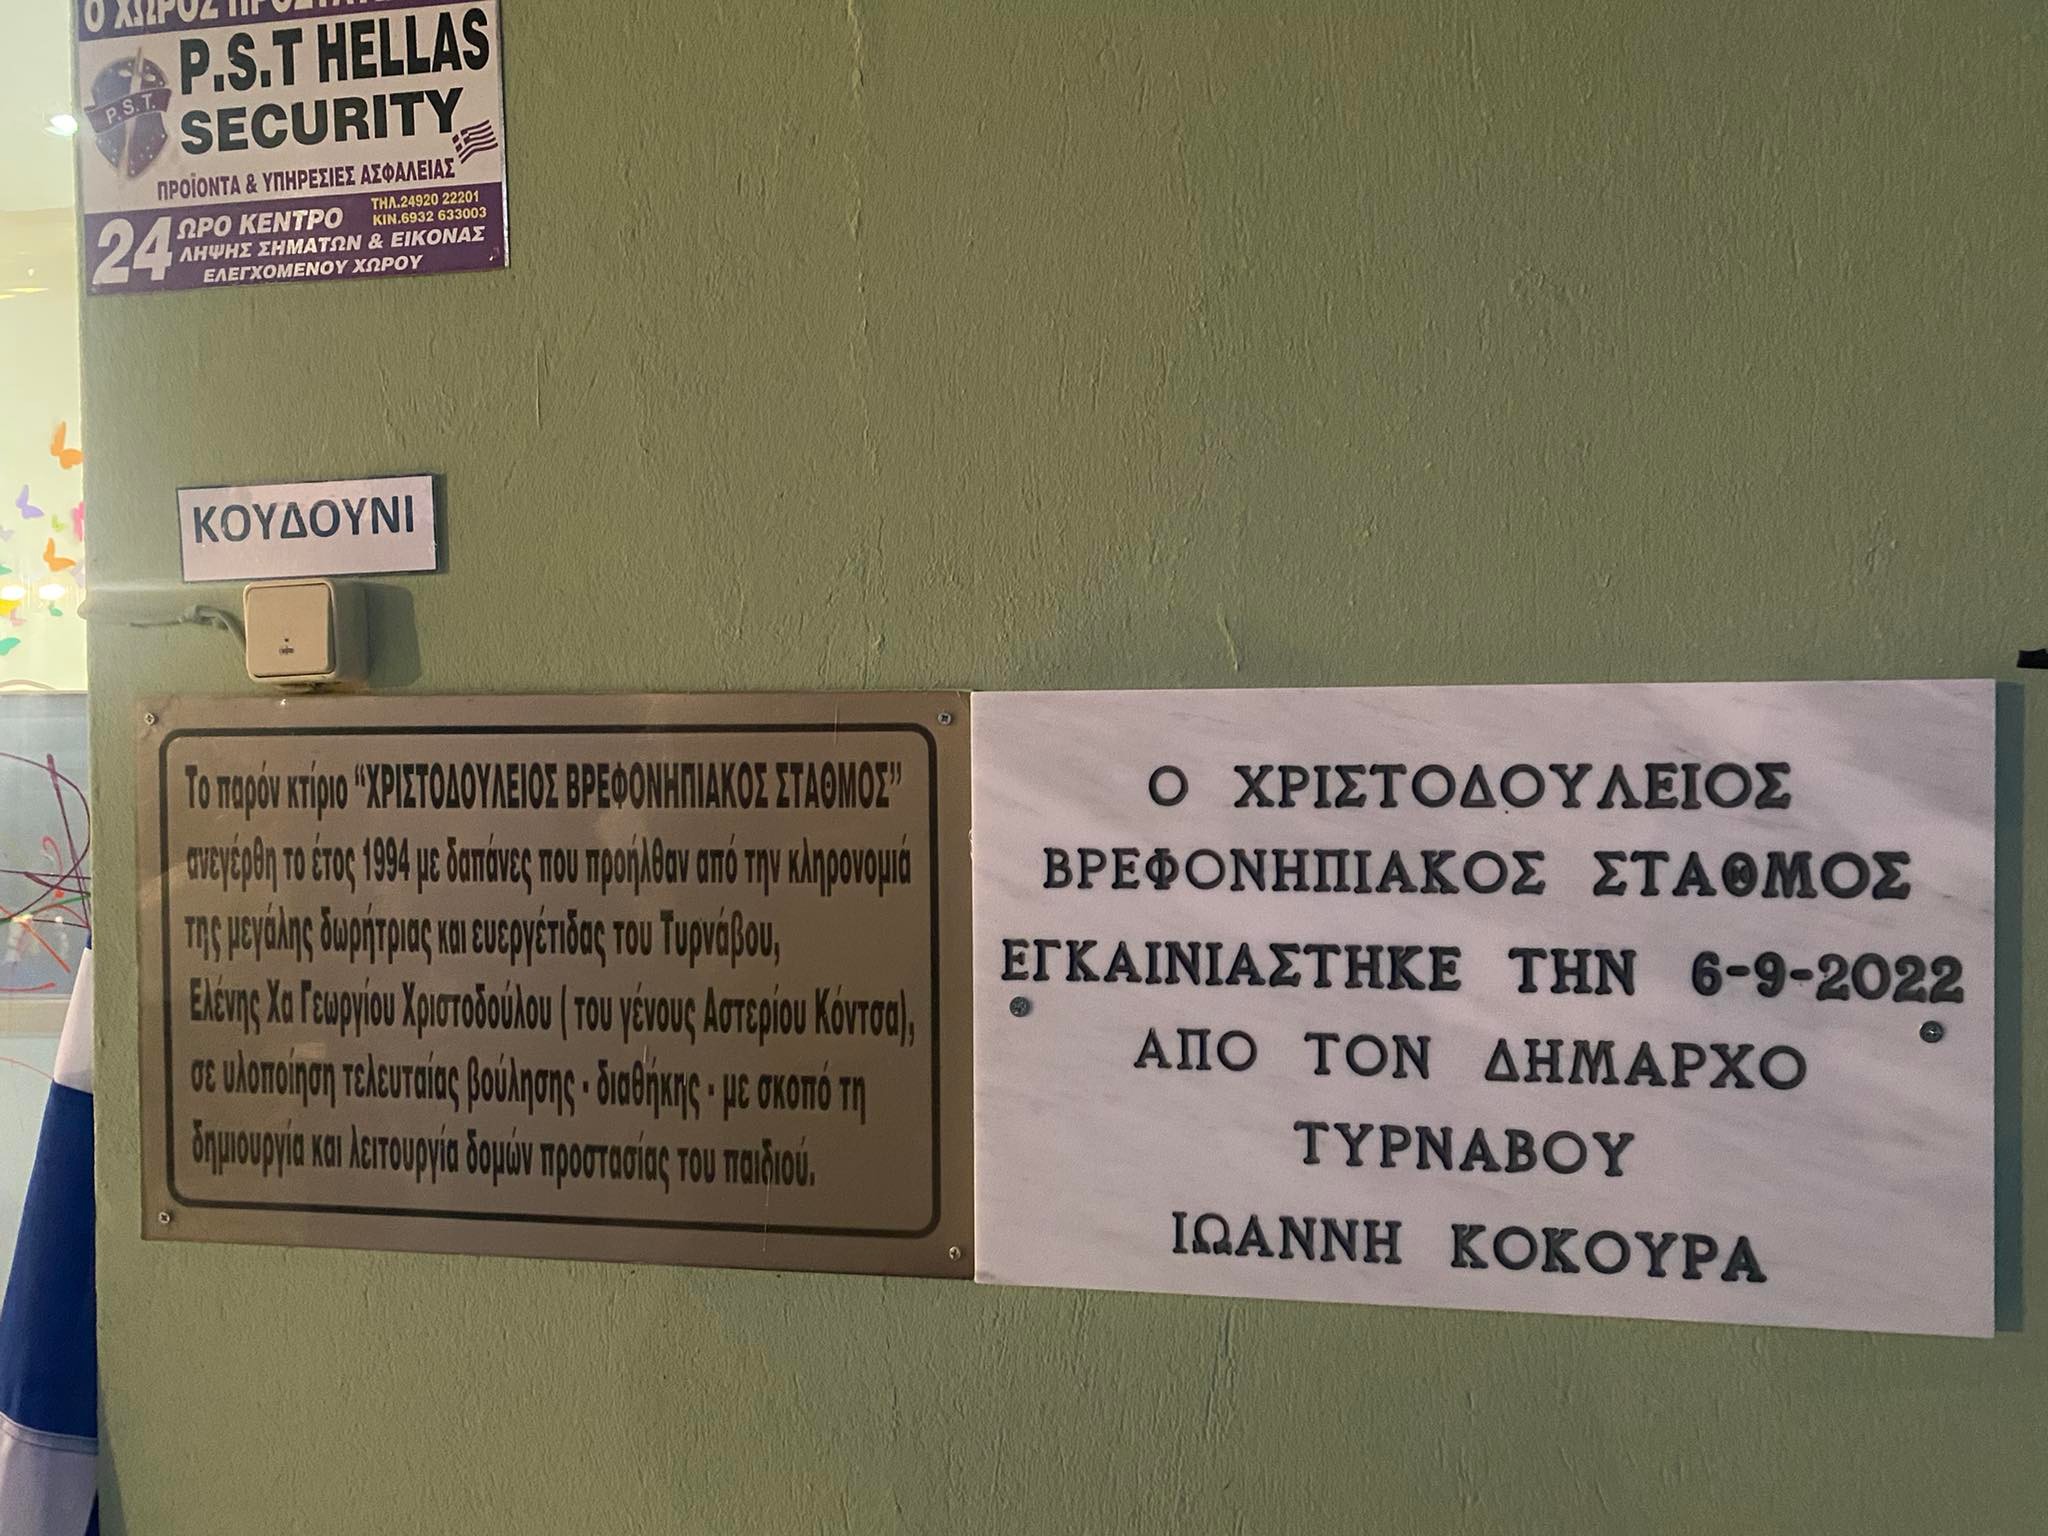 Ο ΧΩΡΟΣ
P.S.T HELLAS
SECURITY
P.S.T.
ΠΡΟΪΟΝΤΑ & ΥΠΗΡΕΣΙΕΣ ΑΣΦΑΛΕΙΑΣ
ΤΗΛ.24920 22201
ΚΙΝ.6932 633003
24 ΩΡΟ ΚΕΝΤΡΟ
ΛΗΨΗΣ ΣΗΜΑΤΩΝ & ΕΙΚΟΝΑΣ
ΕΛΕΓΧΟΜΕΝΟΥ ΧΩΡΟΥ
ΚΟΥΔΟΥΝΙ
Το παρόν κτίριο “ΧΡΙΣΤΟΔΟΥΛΕΙΟΣ ΒΡΕΦΟΝΗΠΙΑΚΟΣ ΣΤΑΘΜΟΣ”
ανεγέρθη το έτος 1994 με δαπάνες που προήλθαν από την κληρονομιά
της μεγάλης δωρήτριας και ευεργέτιδας του Τυρνάβου,
Ελένης Χα Γεωργίου Χριστοδούλου ( του γένους Αστερίου Κόντσα),
σε υλοποίηση τελευταίας βούλησης - διαθήκης - με σκοπό τη
δημιουργία και λειτουργία δομών προστασίας του παιδιού.
Ο ΧΡΙΣΤΟΔΟΥΛΕΙΟΣ
ΒΡΕΦΟΝΗΠΙΑΚΟΣ ΣΤΑΘΜΟΣ
ΕΓΚΑΙΝΙΑΣΤΗΚΕ ΤΗΝ 6-9-2022
ΑΠΟ ΤΟΝ ΔΗΜΑΡΧΟ
ΤΥΡΝΑΒΟΥ
ΙΩΑΝΝΗ ΚΟΚΟΥΡΑ